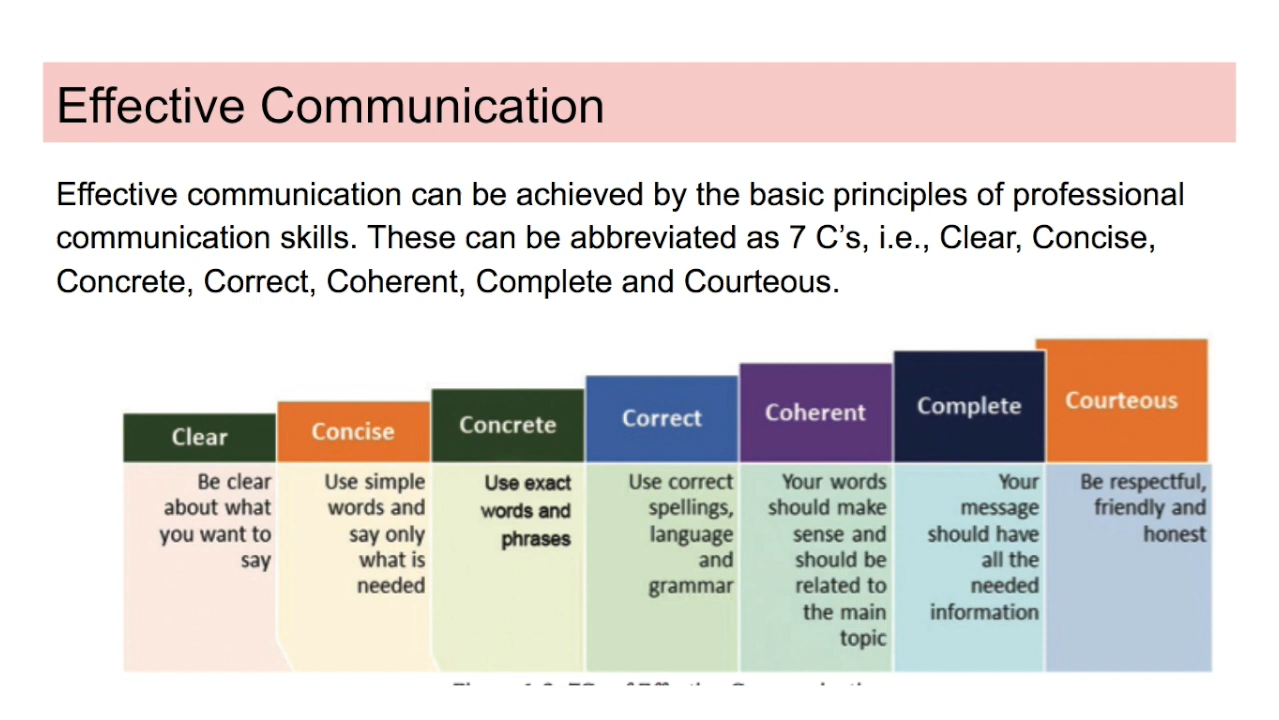 Effective Communication
Effective communication can be achieved by the basic principles of professional
communication skills. These can be abbreviated as 7 C’s, i.e., Clear, Concise,
Concrete, Correct, Coherent, Complete and Courteous.
Clear
Be clear
about what
you want to
say
Concise
Use simple
words and
say only
what is
needed
Concrete
Use exact
words and
phrases
Correct
Use correct
spellings,
language
and
grammar
Coherent
Your words
should make
sense and
should be
related to
the main
topic
Complete
Your
message
should have
all the
needed
information
Courteous
Be respectful,
friendly and
honest